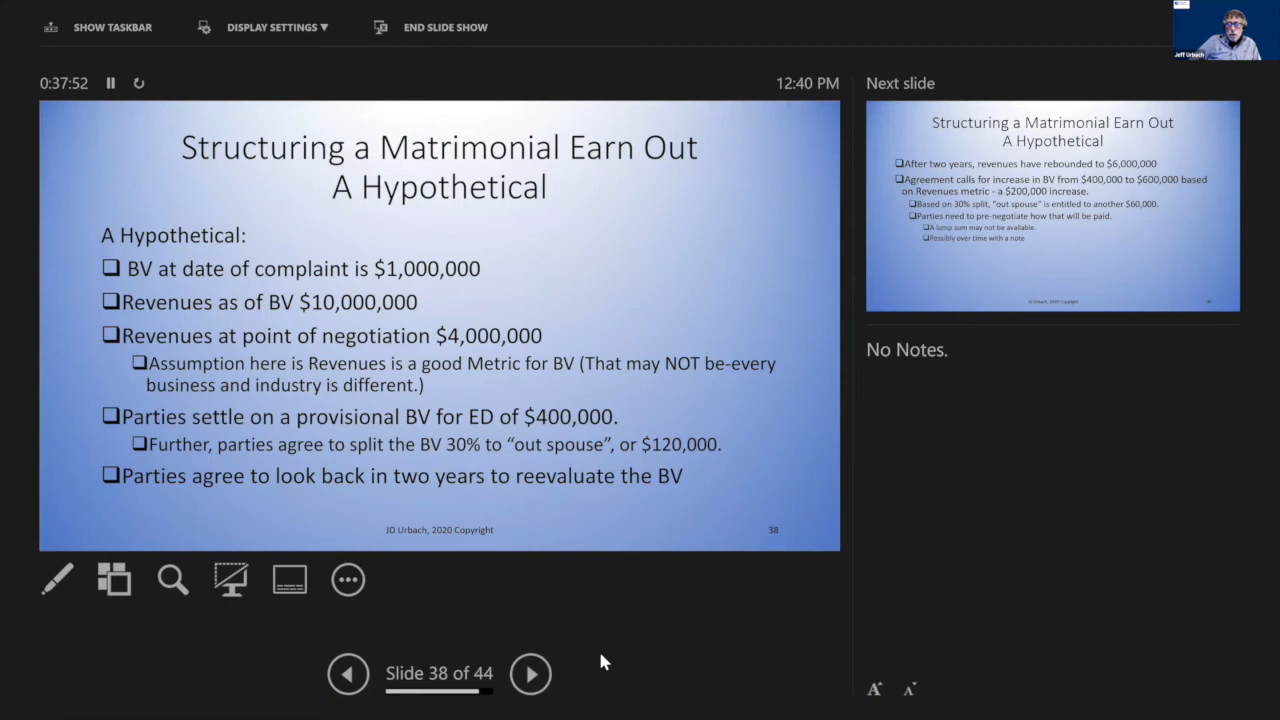 SHOW TASKBAR
DISPLAY SETTINGS ▼
END SLIDE SHOW
Jeff Urbach
0:37:52
12:40 PM
Structuring a Matrimonial Earn Out
A Hypothetical
A Hypothetical:
❑ BV at date of complaint is $1,000,000
❑Revenues as of BV $10,000,000
❑Revenues at point of negotiation $4,000,000
❑Assumption here is Revenues is a good Metric for BV (That may NOT be-every
business and industry is different.)
❑Parties settle on a provisional BV for ED of $400,000.
❑Further, parties agree to split the BV 30% to “out spouse”, or $120,000.
❑Parties agree to look back in two years to reevaluate the BV
JD Urbach, 2020 Copyright
38
Next slide
Structuring a Matrimonial Earn Out
A Hypothetical
❑After two years, revenues have rebounded to $6,000,000
❑Agreement calls for increase in BV from $400,000 to $600,000 based
on Revenues metric - a $200,000 increase.
❑Based on 30% split, “out spouse” is entitled to another $60,000.
❑Parties need to pre-negotiate how that will be paid.
❑A lump sum may not be available.
❑Possibly over time with a note
JD Urbach, 2020 Copyright
No Notes.
Slide 38 of 44
A A